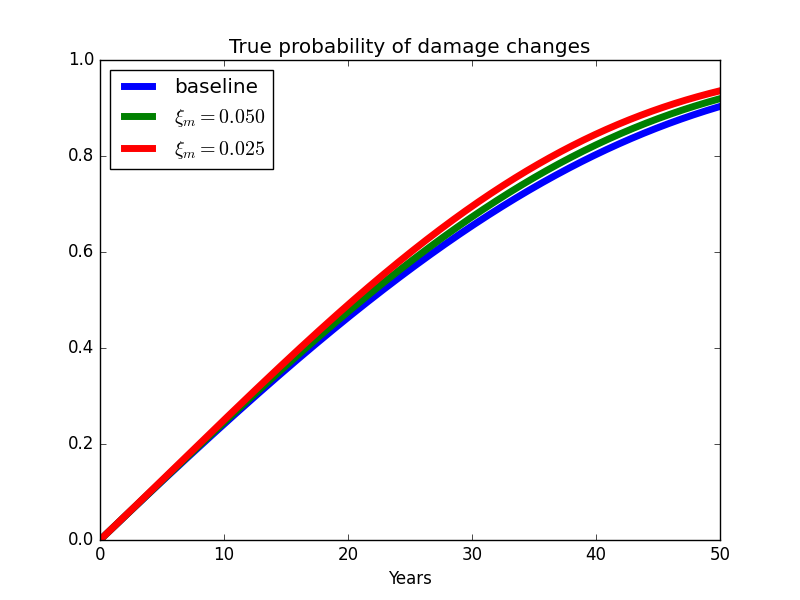 True probability of damage changes
1.0
0.8
0.6
0.4
0.2
0.0
baseline
ξₘ = 0.050
ξₘ = 0.025
0 10 20 30 40 50
Years